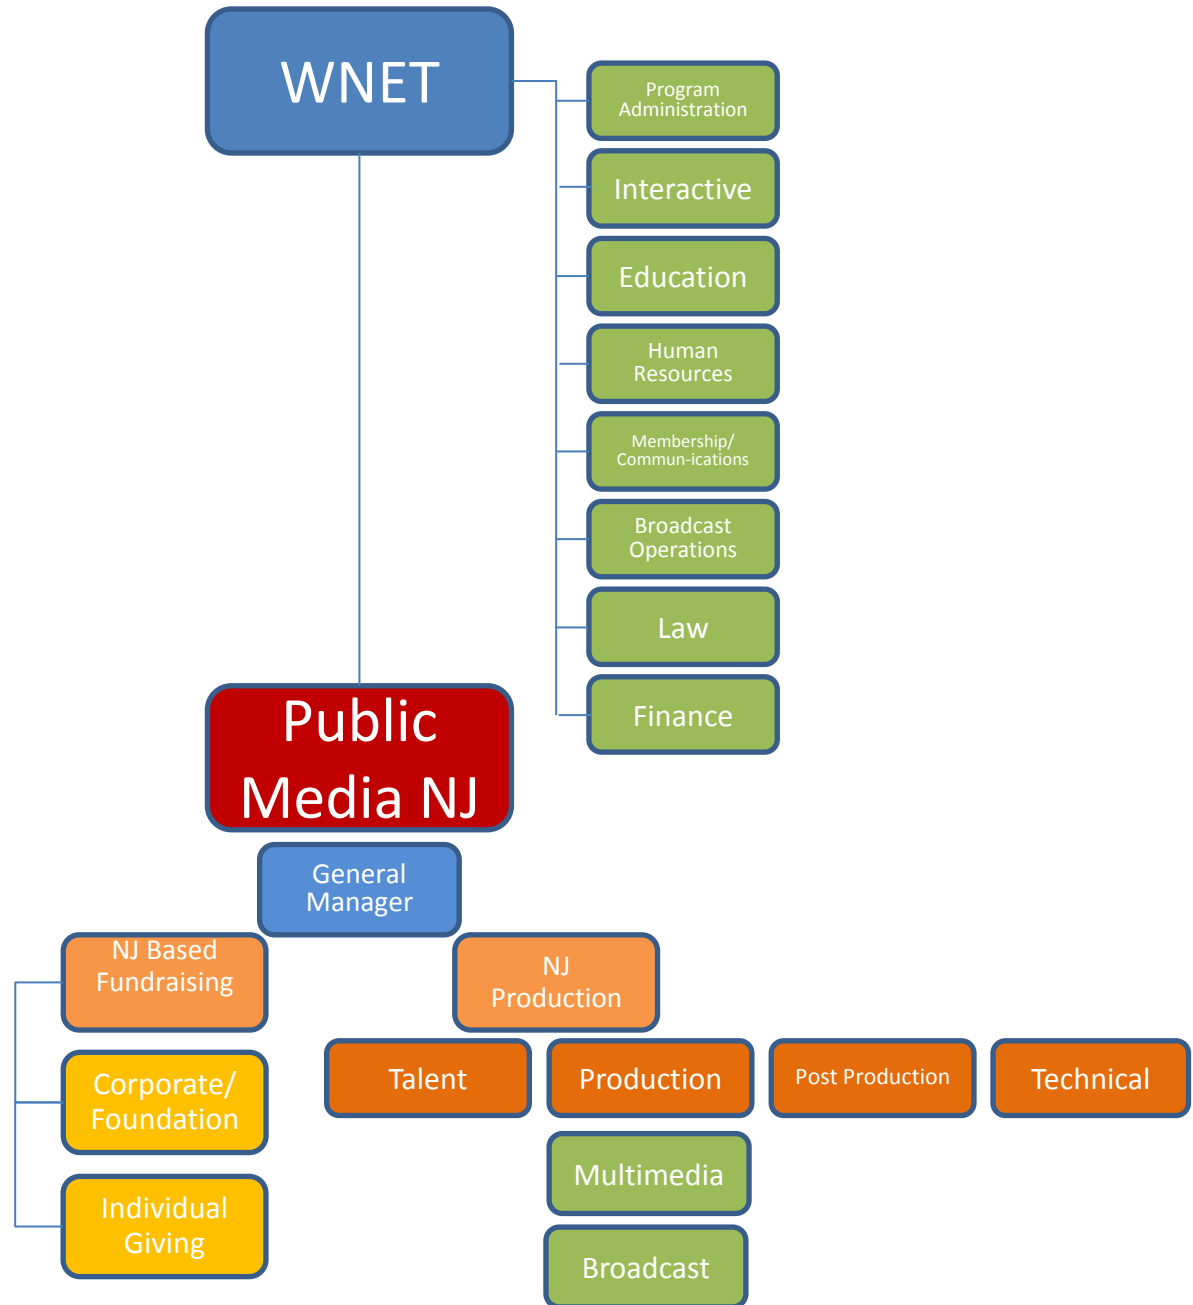 WNET
Program
Administration
Interactive
Education
Human
Resources
Membership/
Commun-ications
Broadcast
Operations
Law
Finance
Public
Media NJ
General
Manager
NJ Based
Fundraising
NJ
Production
Talent
Production
Post Production
Technical
Corporate/
Foundation
Multimedia
Individual
Giving
Broadcast